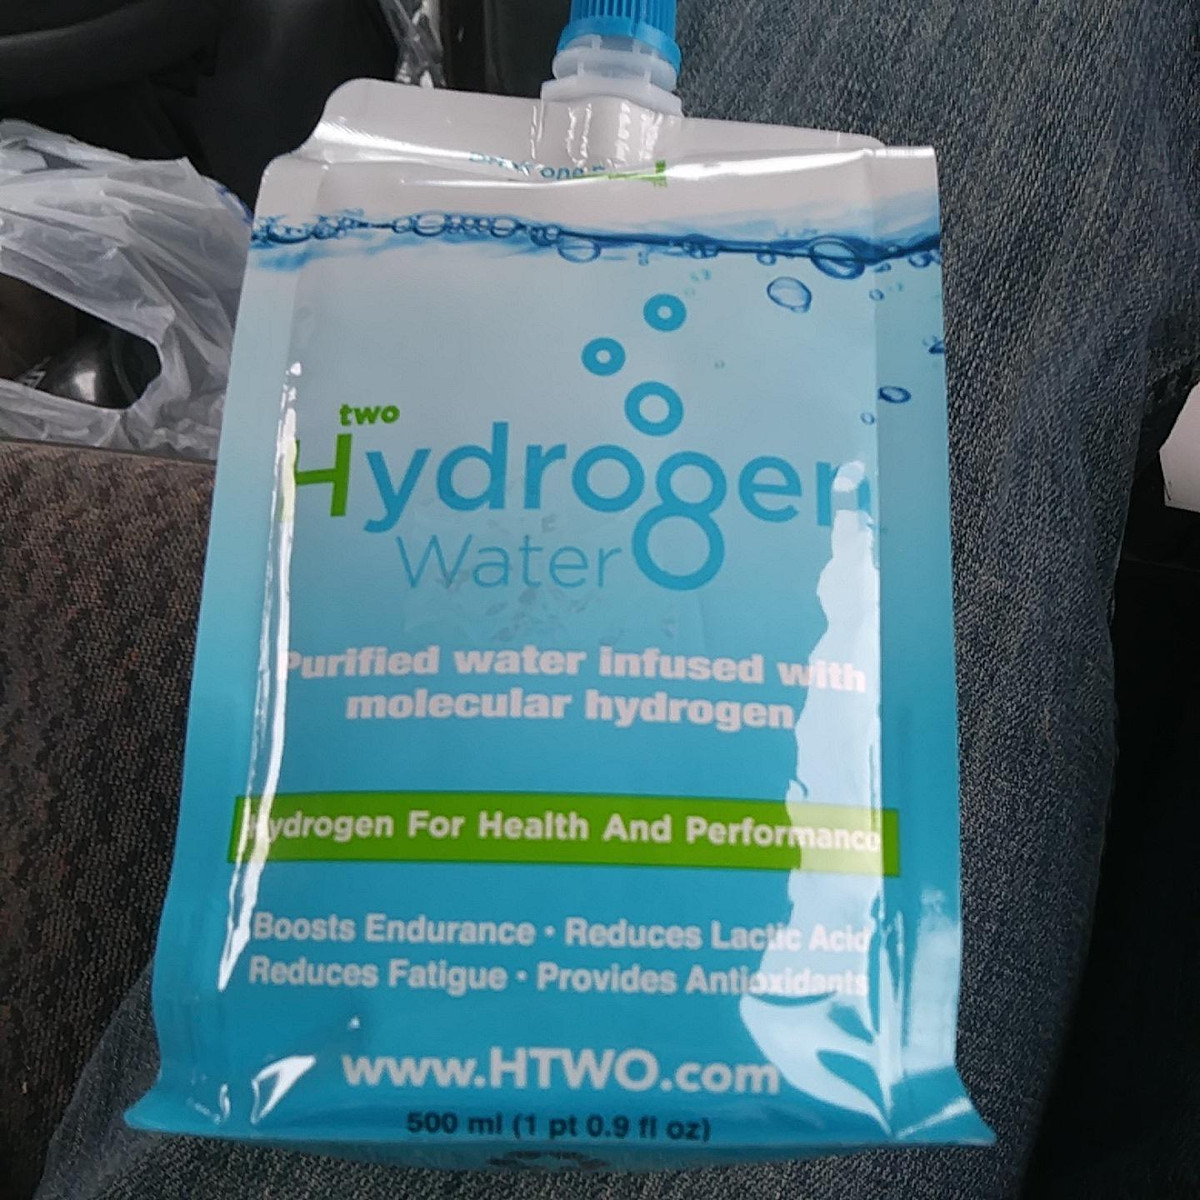 two
Hydrogen
Water
Purified water infused with
molecular hydrogen
Hydrogen For Health And Performance
Boosts Endurance • Reduces Lactic Acid
Reduces Fatigue • Provides Antioxidants
www.HTWO.com
500 ml (1 pt 0.9 fl oz)